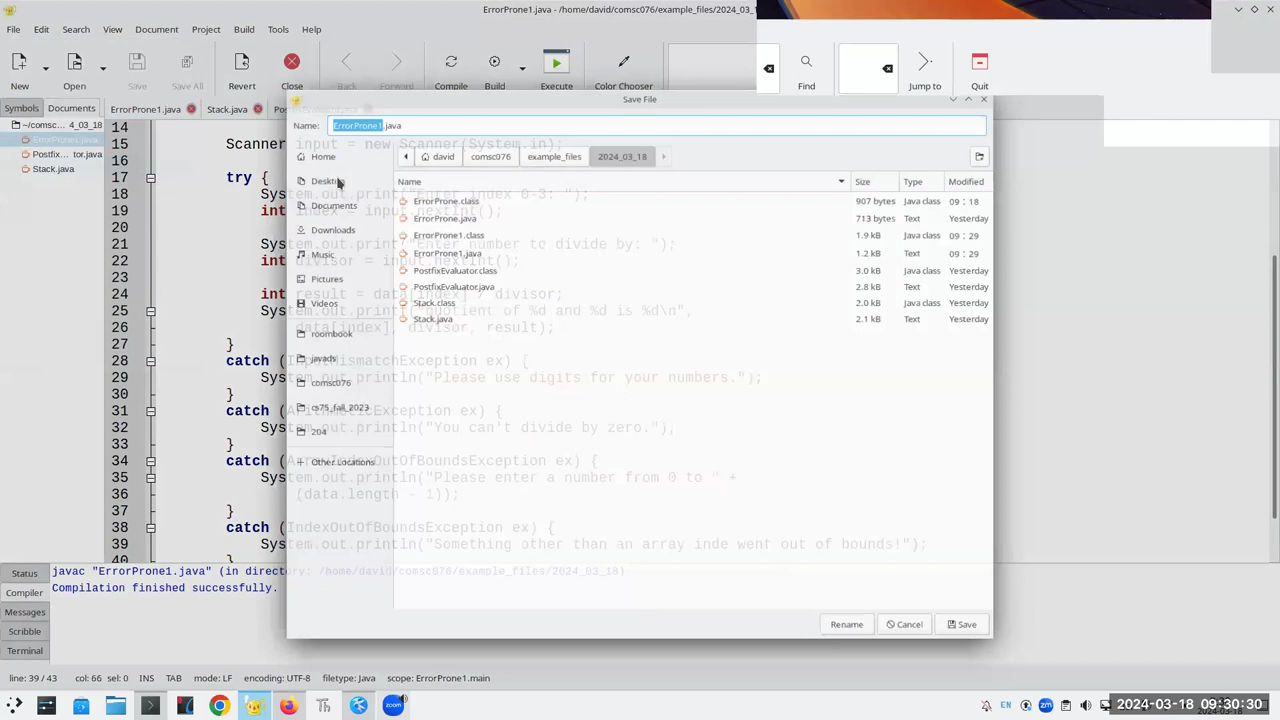 ErrorProne1.java - /home/david/comsc076/example_files/2024_03_1
File Edit Search View Document Project Build Tools Help
New Open Save Save All Revert Close Back Forward Compile Build Execute Color Chooser Find Jump to Quit
Symbols Documents ErrorProne1.java Stack.java
Save File
Name: ErrorProne1.java
~/comsc... 4_03_18
ErrorProne1.java
Postfix... tor.java
Stack.java
Home
Desktop
Documents
Downloads
Music
Pictures
Videos
roombook
javads
comsc076
cs75_fall_2023
204
Other Locations
david comsc076 example_files 2024_03_18
Name Size Type Modified
ErrorProne.class 907 bytes Java class 09:18
ErrorProne.java 713 bytes Text Yesterday
ErrorProne1.class 1.9 kB Java class 09:29
ErrorProne1.java 1.2 kB Text 09:29
PostfixEvaluator.class 3.0 kB Java class Yesterday
PostfixEvaluator.java 2.8 kB Text Yesterday
Stack.class 2.0 kB Java class Yesterday
Stack.java 2.1 kB Text Yesterday
Rename Cancel Save
14
15 Scanner input = new Scanner(System.in);
17 try {
18 System.out.print("Enter index 0-3: ");
19 int index = input.nextInt();
21 System.out.print("Enter number to divide by: ");
22 int divisor = input.nextInt();
24 int result = data[index] / divisor;
25 System.out.printf("quotient of %d and %d is %d\n",
26 data[index], divisor, result);
27 }
28 catch (InputMismatchException ex) {
29 System.out.println("Please use digits for your numbers.");
30 }
31 catch (ArithmeticException ex) {
32 System.out.println("You can't divide by zero.");
33 }
34 catch (ArrayIndexOutOfBoundsException ex) {
35 System.out.println("Please enter a number from 0 to " +
36 (data.length - 1));
37 }
38 catch (IndexOutOfBoundsException ex) {
39 System.out.println("Something other than an array inde went out of bounds!");
40 }
Status
Compiler
Messages
Scribble
Terminal
javac "ErrorProne1.java" (in directory: /home/david/comsc076/example_files/2024_03_18)
Compilation finished successfully.
line: 39 / 43 col: 66 sel: 0 INS TAB mode: LF encoding: UTF-8 filetype: Java scope: ErrorProne1.main
zoom EN zm 2024-03-18 09:30:30